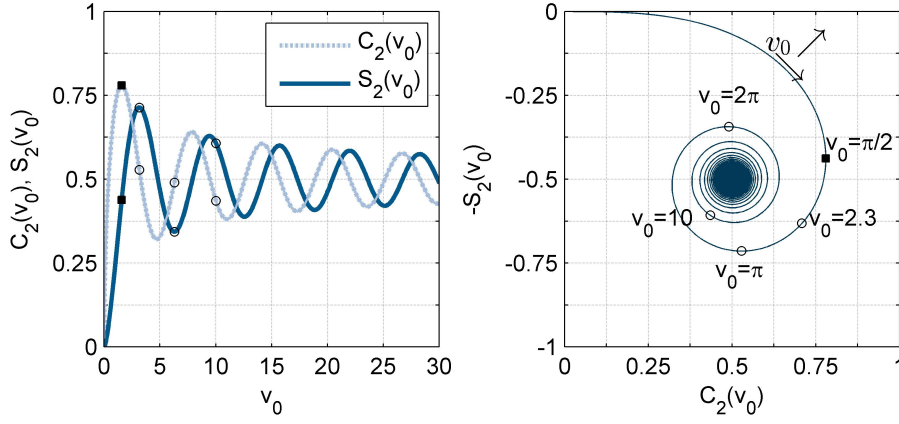 C₂(v₀), S₂(v₀)
1
0.75
0.5
0.25
0
0 5 10 15 20 25 30
v₀
C₂(v₀)
S₂(v₀)
-S₂(v₀)
0
-0.25
-0.5
-0.75
-1
0 0.25 0.5 0.75 1
C₂(v₀)
v₀
v₀=2π
v₀=π/2
v₀=10
v₀=2.3
v₀=π